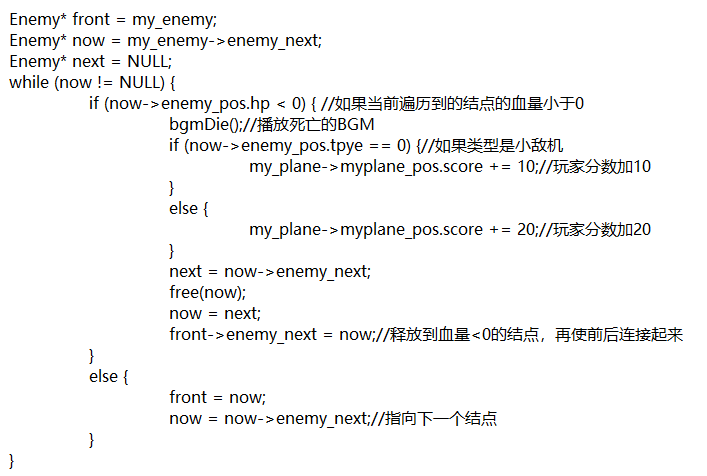 Enemy* front = my_enemy;
Enemy* now = my_enemy->enemy_next;
Enemy* next = NULL;
while (now != NULL) {
if (now->enemy_pos.hp < 0) { //如果当前遍历到的结点的血量小于0
bgmDie();//播放死亡的BGM
if (now->enemy_pos.tpye == 0) {//如果类型是小敌机
my_plane->myplane_pos.score += 10;//玩家分数加10
}
else {
my_plane->myplane_pos.score += 20;//玩家分数加20
}
next = now->enemy_next;
free(now);
now = next;
front->enemy_next = now;//释放到血量<0的结点，再使前后连接起来
}
else {
front = now;
now = now->enemy_next;//指向下一个结点
}
}